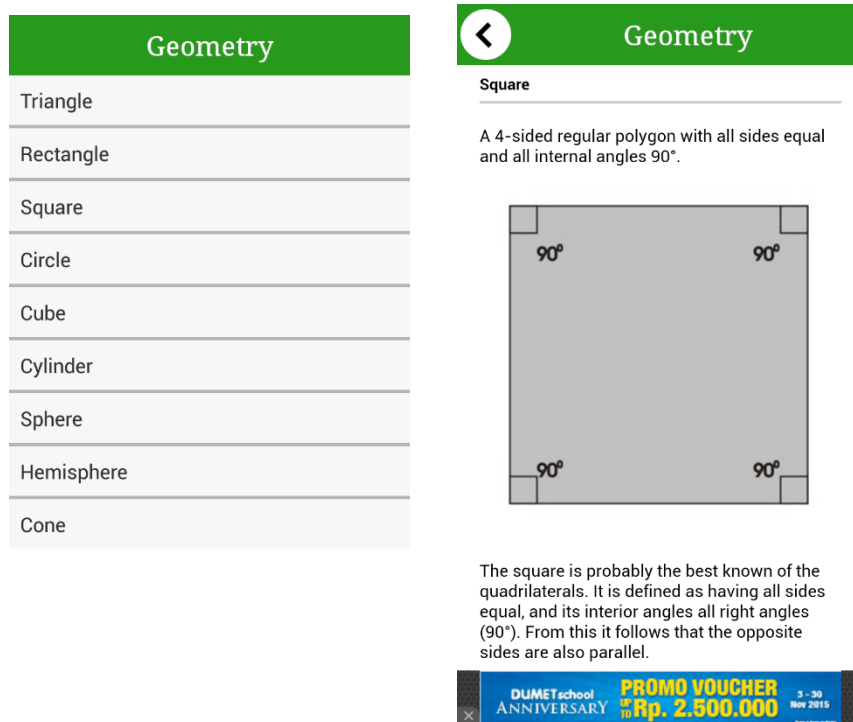 Geometry
Triangle
Rectangle
Square
Circle
Cube
Cylinder
Sphere
Hemisphere
Cone
Geometry
Square
A 4-sided regular polygon with all sides equal
and all internal angles 90°.
90° 90°
90° 90°
The square is probably the best known of the
quadrilaterals. It is defined as having all sides
equal, and its interior angles all right angles
(90°). From this it follows that the opposite
sides are also parallel.
DUMETschool
ANNIVERSARY
PROMO VOUCHER
UP TO Rp. 2.500.000
3 - 30
Nov 2015